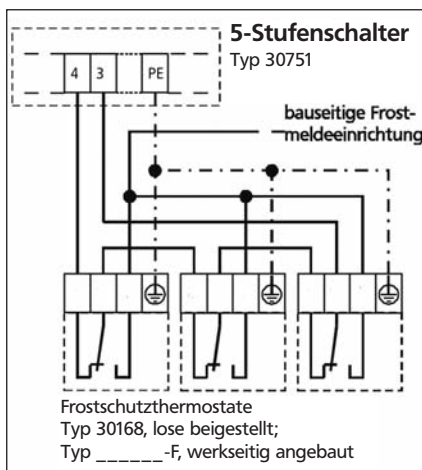 5-Stufenschalter
Typ 30751
4 3 PE
bauseitige Frost-
meldeeinrichtung
Frostschutzthermostate
Typ 30168, lose beigestellt;
Typ ______-F, werkseitig angebaut